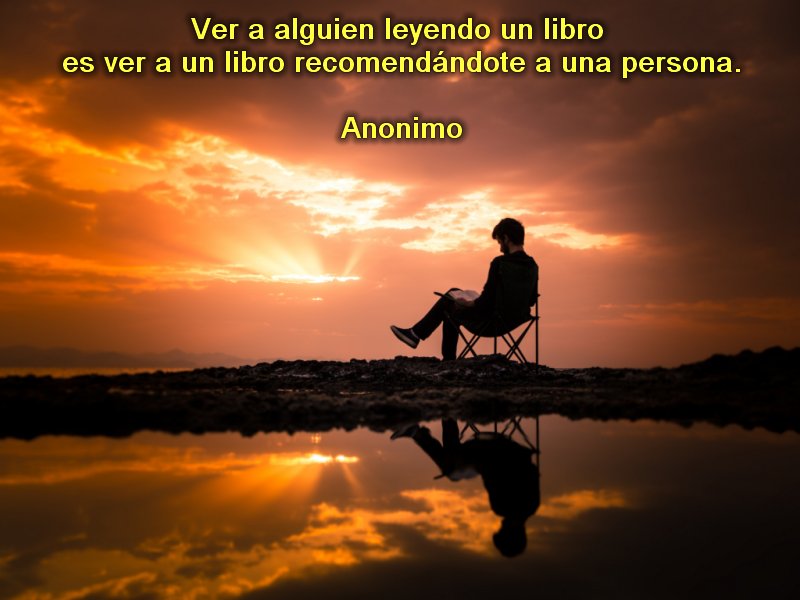 Ver a alguien leyendo un libro
es ver a un libro recomendándote a una persona.
Anonimo